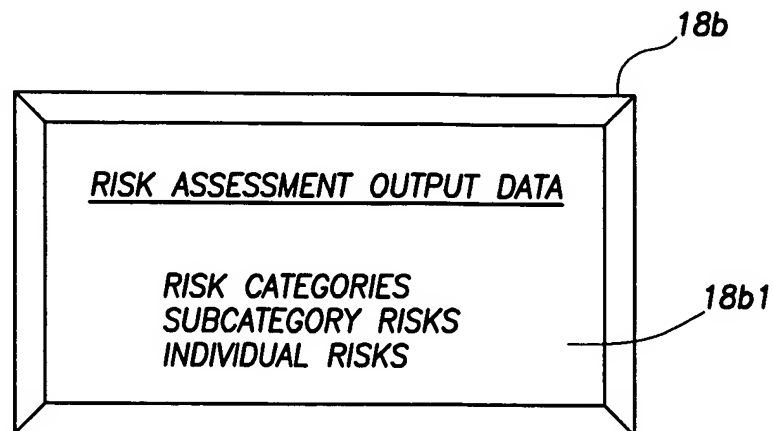 18b
RISK ASSESSMENT OUTPUT DATA
RISK CATEGORIES
SUBCATEGORY RISKS
INDIVIDUAL RISKS
18b1